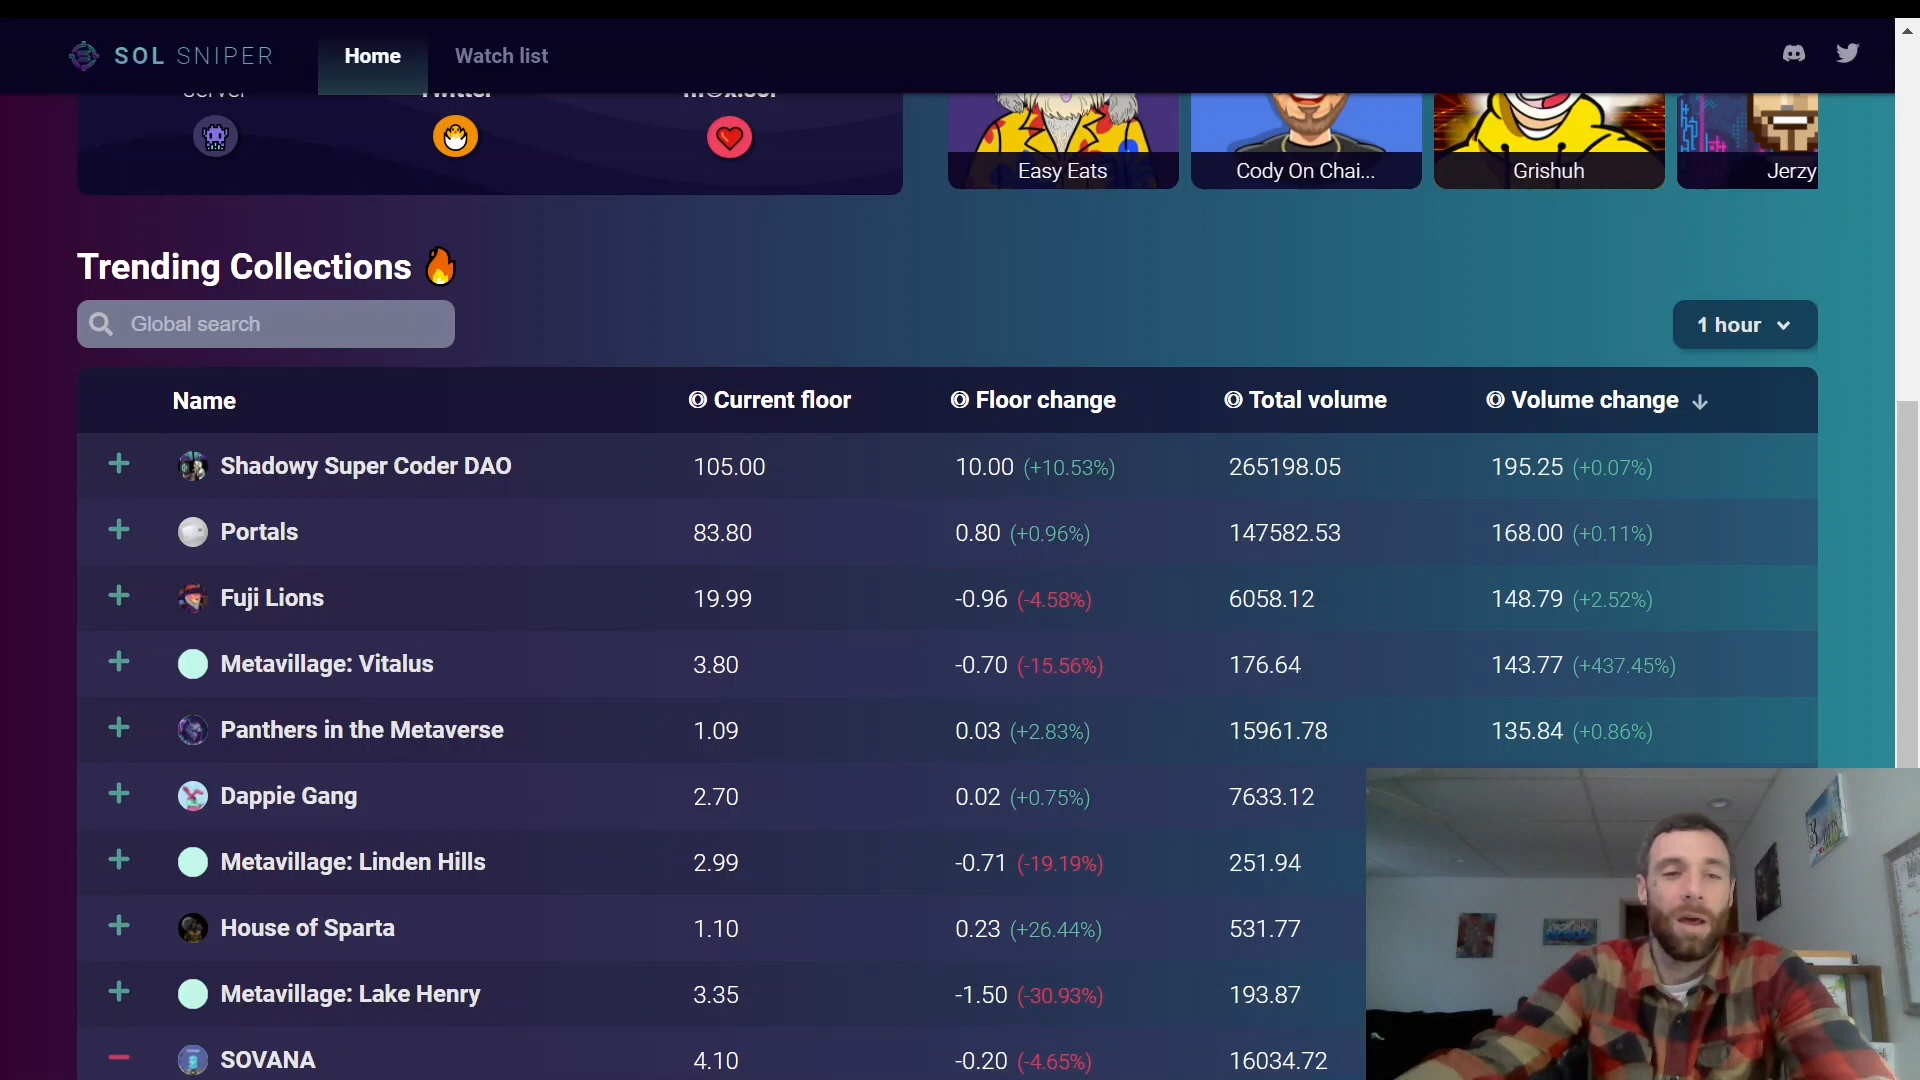 SOL SNIPER
Home
Watch list
Easy Eats
Cody On Chai...
Grishuh
Jerzy
Trending Collections
Global search
1 hour
Name Current floor Floor change Total volume Volume change
Shadowy Super Coder DAO 105.00 10.00 (+10.53%) 265198.05 195.25 (+0.07%)
Portals 83.80 0.80 (+0.96%) 147582.53 168.00 (+0.11%)
Fuji Lions 19.99 -0.96 (-4.58%) 6058.12 148.79 (+2.52%)
Metavillage: Vitalus 3.80 -0.70 (-15.56%) 176.64 143.77 (+437.45%)
Panthers in the Metaverse 1.09 0.03 (+2.83%) 15961.78 135.84 (+0.86%)
Dappie Gang 2.70 0.02 (+0.75%) 7633.12
Metavillage: Linden Hills 2.99 -0.71 (-19.19%) 251.94
House of Sparta 1.10 0.23 (+26.44%) 531.77
Metavillage: Lake Henry 3.35 -1.50 (-30.93%) 193.87
SOVANA 4.10 -0.20 (-4.65%) 16034.72